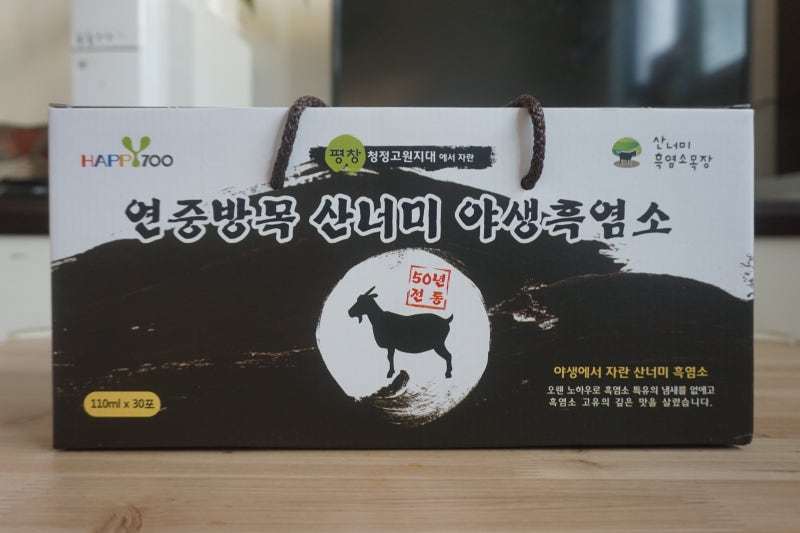 HAPPY700
평창 청정고원지대에서 자란
산너미
흑염소목장
연중방목 산너미 야생흑염소
50년
전통
110ml x 30포
야생에서 자란 산너미 흑염소
오랜 노하우로 흑염소 특유의 냄새를 없애고
흑염소 고유의 깊은 맛을 살렸습니다.